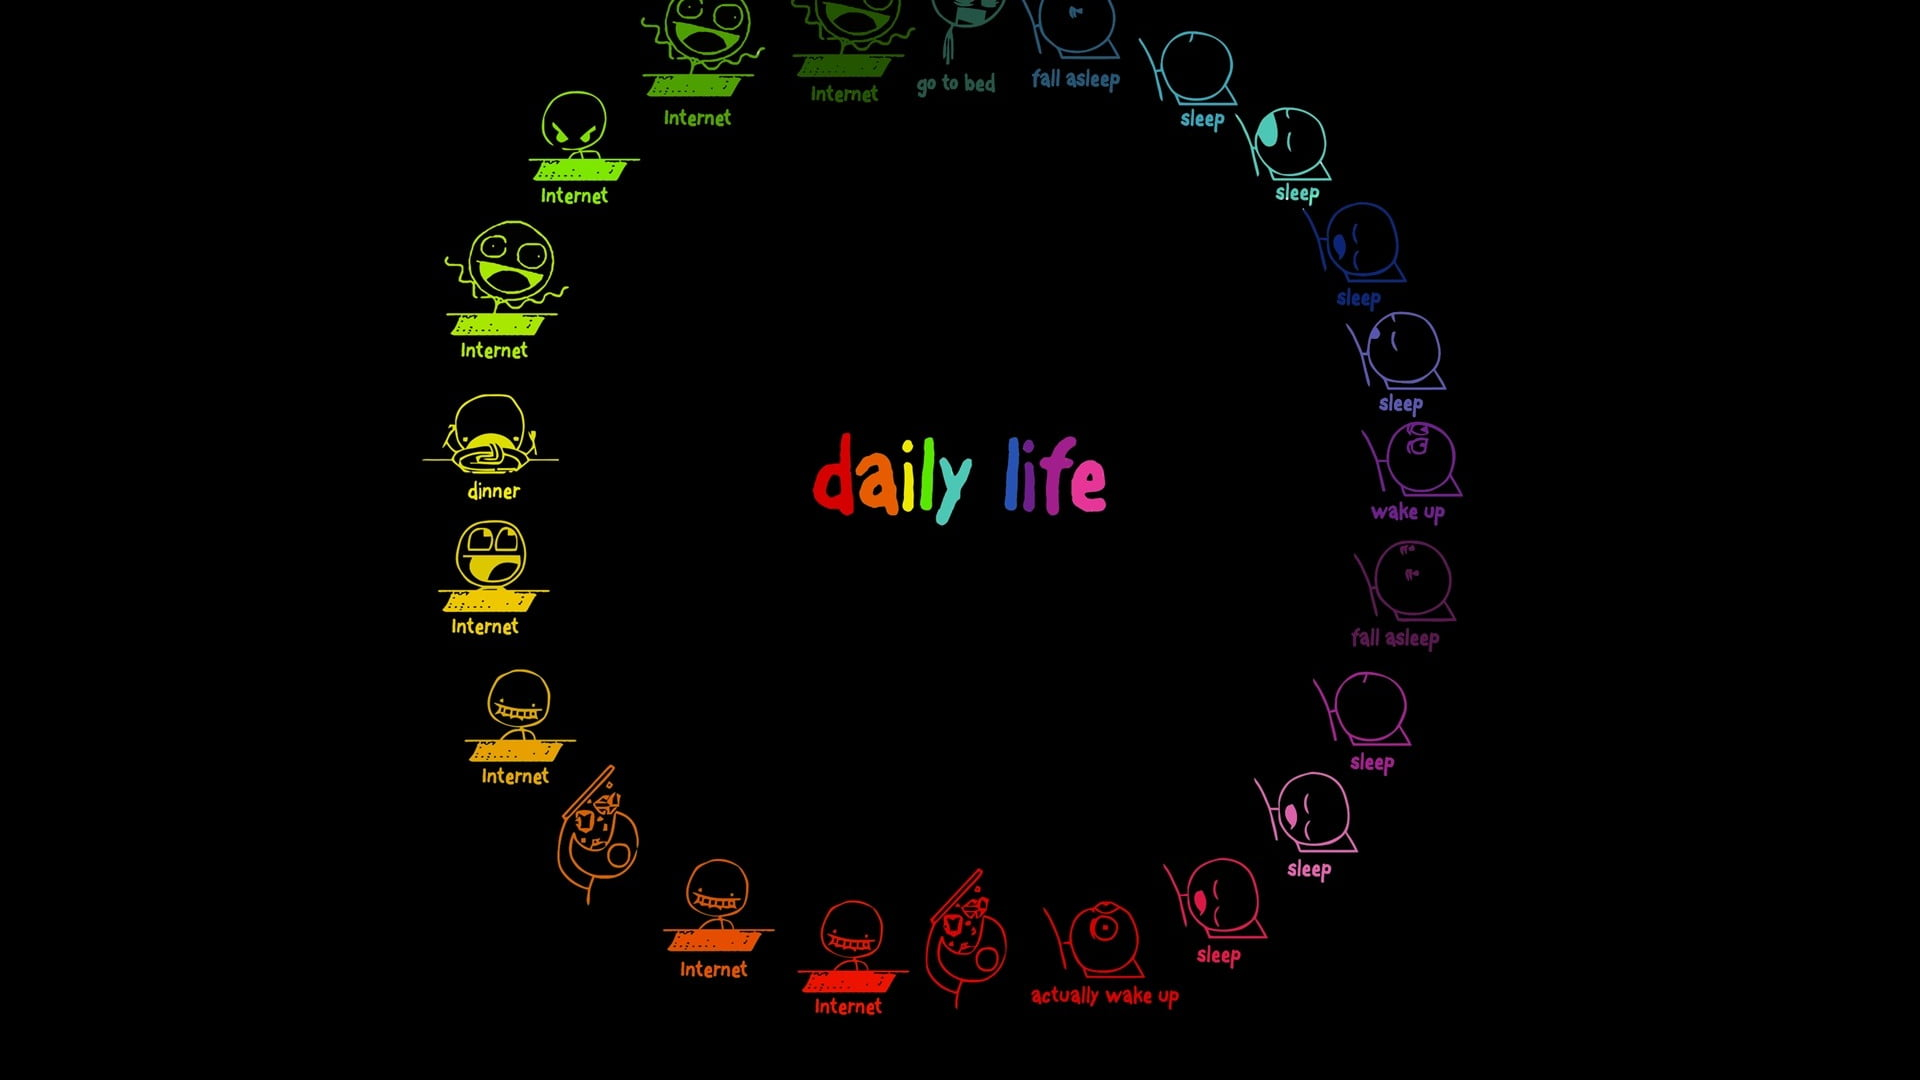 Internet
Internet
go to bed
fall asleep
sleep
sleep
sleep
sleep
wake up
fall asleep
sleep
sleep
sleep
actually wake up
Internet
Internet
Internet
Internet
dinner
Internet
Internet
daily life